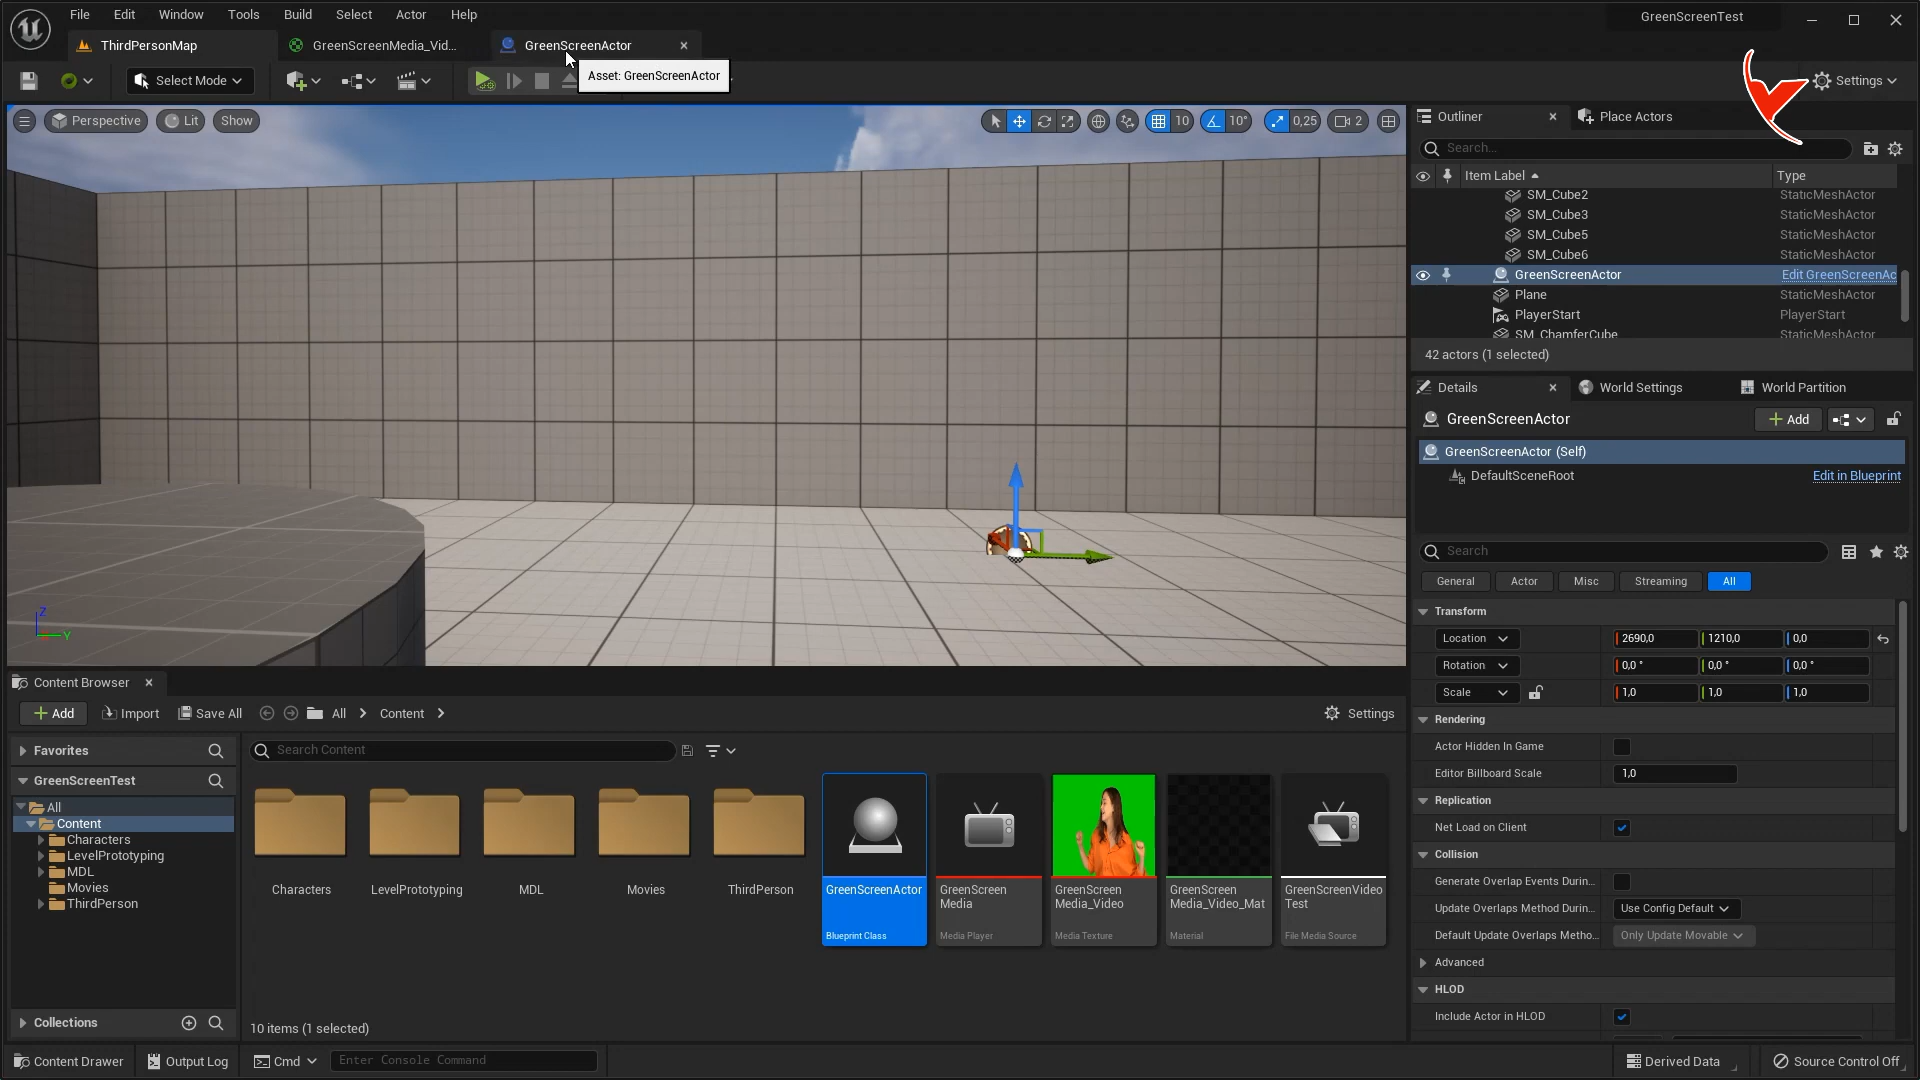 File Edit Window Tools Build Select Actor Help
GreenScreenTest
ThirdPersonMap
GreenScreenMedia_Vid...
GreenScreenActor
Select Mode
Asset: GreenScreenActor
Settings
Perspective
Lit
Show
10
10°
0,25
2
Outliner
Place Actors
Search...
Item Label
Type
SM_Cube2 StaticMeshActor
SM_Cube3 StaticMeshActor
SM_Cube5 StaticMeshActor
SM_Cube6 StaticMeshActor
GreenScreenActor Edit GreenScreenAc
Plane StaticMeshActor
PlayerStart PlayerStart
SM_ChamferCube StaticMeshActor
42 actors (1 selected)
Details
World Settings
World Partition
GreenScreenActor
Add
GreenScreenActor (Self)
DefaultSceneRoot
Edit in Blueprint
Search
General Actor Misc Streaming All
Transform
Location 2690,0 1210,0 0,0
Rotation 0,0 ° 0,0 ° 0,0 °
Scale 1,0 1,0 1,0
Rendering
Actor Hidden In Game
Editor Billboard Scale 1,0
Replication
Net Load on Client
Collision
Generate Overlap Events Durin...
Update Overlaps Method Durin... Use Config Default
Default Update Overlaps Metho... Only Update Movable
Advanced
HLOD
Include Actor in HLOD
Z
Y
Content Browser
Add
Import
Save All
All
Content
Settings
Favorites
Search Content
GreenScreenTest
All
Content
Characters
LevelPrototyping
MDL
Movies
ThirdPerson
Collections
Characters
LevelPrototyping
MDL
Movies
ThirdPerson
GreenScreenActor
Blueprint Class
GreenScreen
Media
Media Player
GreenScreen
Media_Video
Media Texture
GreenScreen
Media_Video_Mat
Material
GreenScreenVideo
Test
File Media Source
10 items (1 selected)
Content Drawer
Output Log
Cmd
Enter Console Command
Derived Data
Source Control Off